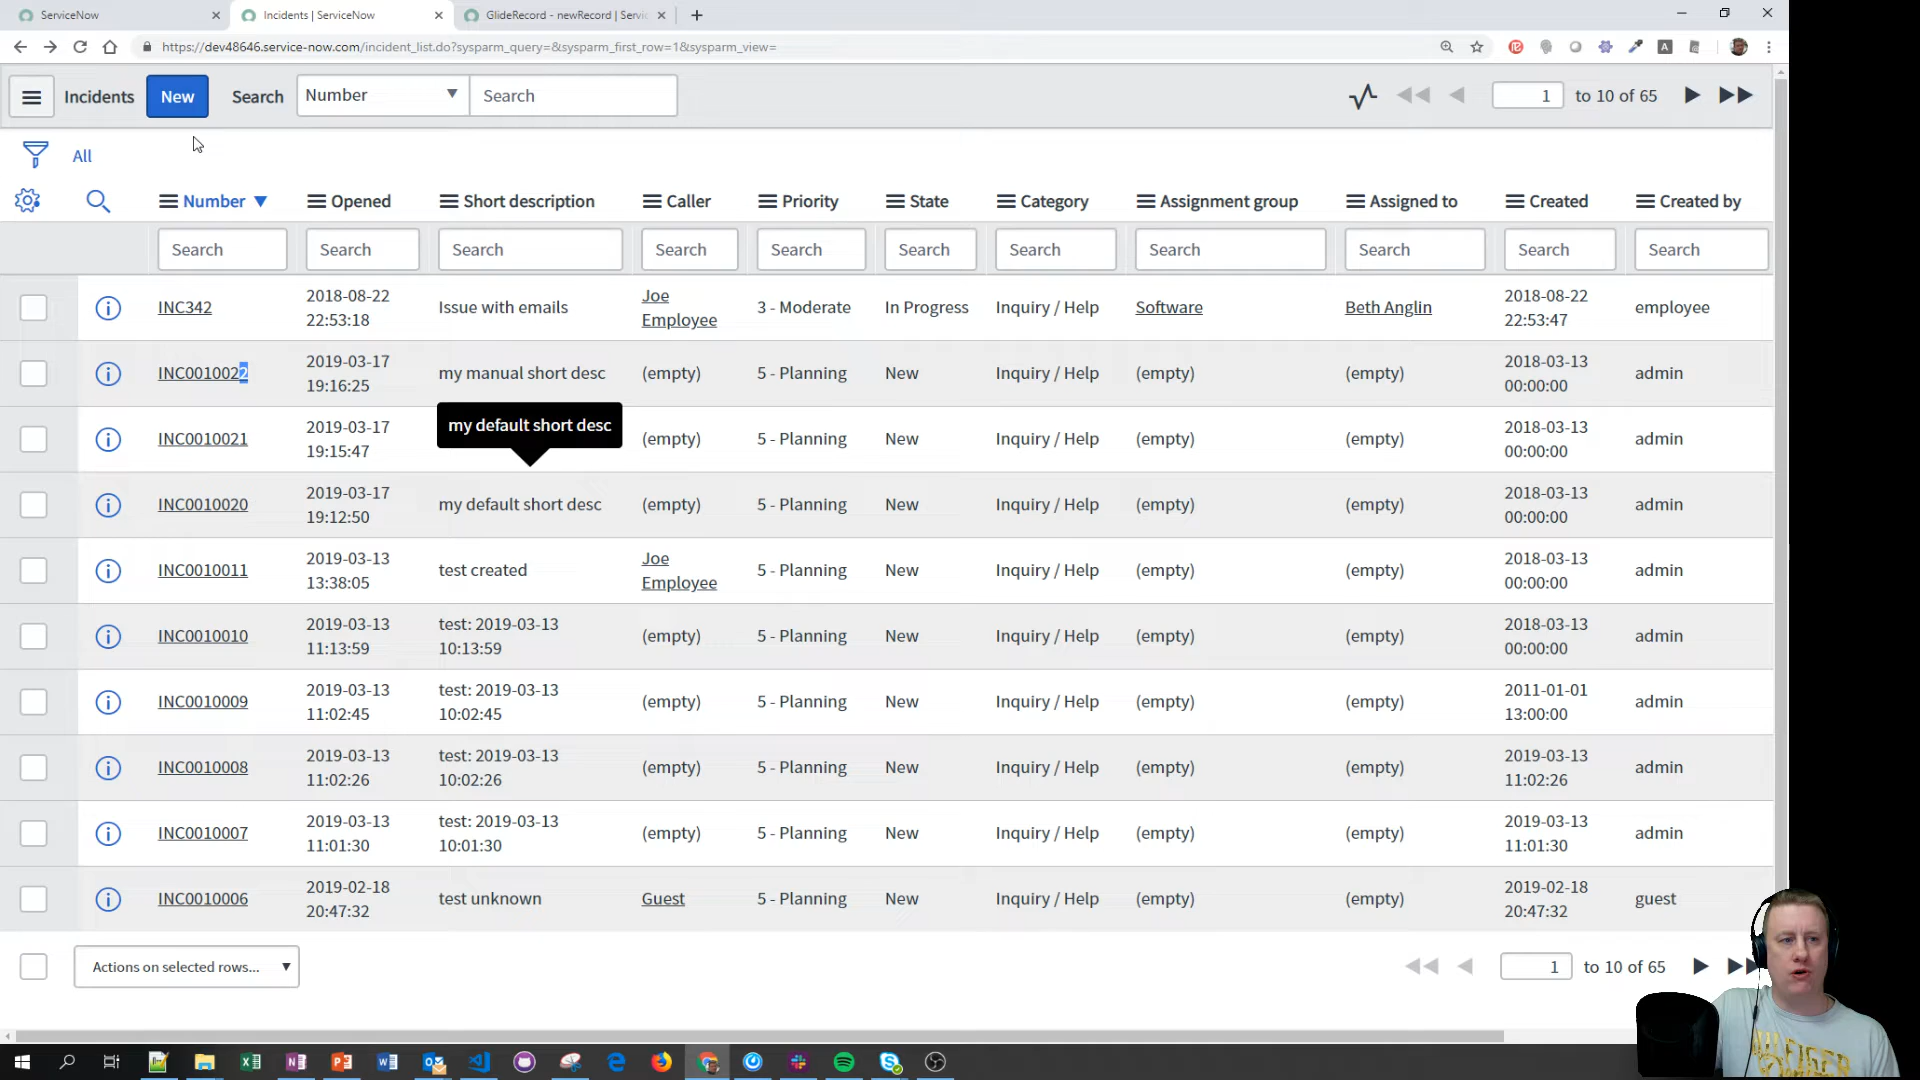 ServiceNow
Incidents | ServiceNow
GlideRecord - newRecord | Servic
https://dev48646.service-now.com/incident_list.do?sysparm_query=&sysparm_first_row=1&sysparm_view=
Incidents
New
Search
Number
Search
1
to 10 of 65
All
Number
Opened
Short description
Caller
Priority
State
Category
Assignment group
Assigned to
Created
Created by
Search
Search
Search
Search
Search
Search
Search
Search
Search
Search
Search
INC342
2018-08-22
22:53:18
Issue with emails
Joe
Employee
3 - Moderate
In Progress
Inquiry / Help
Software
Beth Anglin
2018-08-22
22:53:47
employee
INC0010022
2019-03-17
19:16:25
my manual short desc
(empty)
5 - Planning
New
Inquiry / Help
(empty)
(empty)
2018-03-13
00:00:00
admin
INC0010021
2019-03-17
19:15:47
my default short desc
(empty)
5 - Planning
New
Inquiry / Help
(empty)
(empty)
2018-03-13
00:00:00
admin
INC0010020
2019-03-17
19:12:50
my default short desc
(empty)
5 - Planning
New
Inquiry / Help
(empty)
(empty)
2018-03-13
00:00:00
admin
INC0010011
2019-03-13
13:38:05
test created
Joe
Employee
5 - Planning
New
Inquiry / Help
(empty)
(empty)
2018-03-13
00:00:00
admin
INC0010010
2019-03-13
11:13:59
test: 2019-03-13
10:13:59
(empty)
5 - Planning
New
Inquiry / Help
(empty)
(empty)
2018-03-13
00:00:00
admin
INC0010009
2019-03-13
11:02:45
test: 2019-03-13
10:02:45
(empty)
5 - Planning
New
Inquiry / Help
(empty)
(empty)
2011-01-01
13:00:00
admin
INC0010008
2019-03-13
11:02:26
test: 2019-03-13
10:02:26
(empty)
5 - Planning
New
Inquiry / Help
(empty)
(empty)
2019-03-13
11:02:26
admin
INC0010007
2019-03-13
11:01:30
test: 2019-03-13
10:01:30
(empty)
5 - Planning
New
Inquiry / Help
(empty)
(empty)
2019-03-13
11:01:30
admin
INC0010006
2019-02-18
20:47:32
test unknown
Guest
5 - Planning
New
Inquiry / Help
(empty)
(empty)
2019-02-18
20:47:32
guest
Actions on selected rows...
1
to 10 of 65